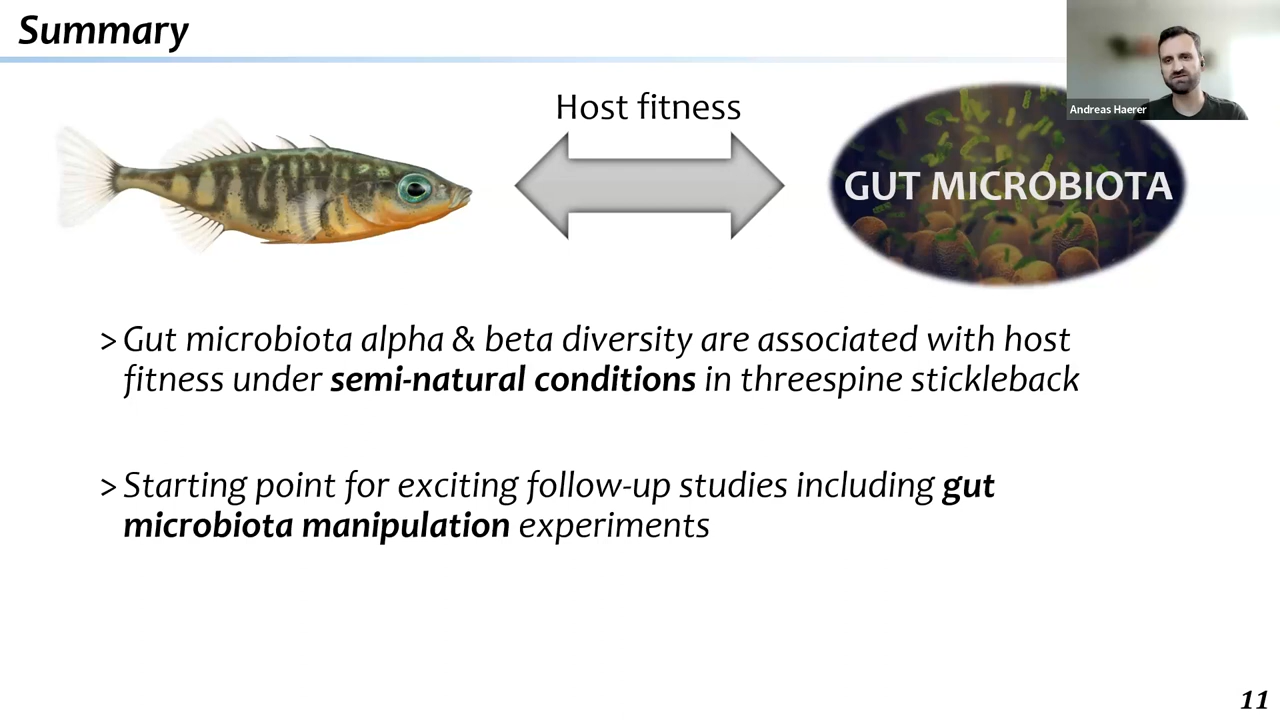 Summary
Andreas Haerer
Host fitness
GUT MICROBIOTA
> Gut microbiota alpha & beta diversity are associated with host
fitness under semi-natural conditions in threespine stickleback
> Starting point for exciting follow-up studies including gut
microbiota manipulation experiments
11